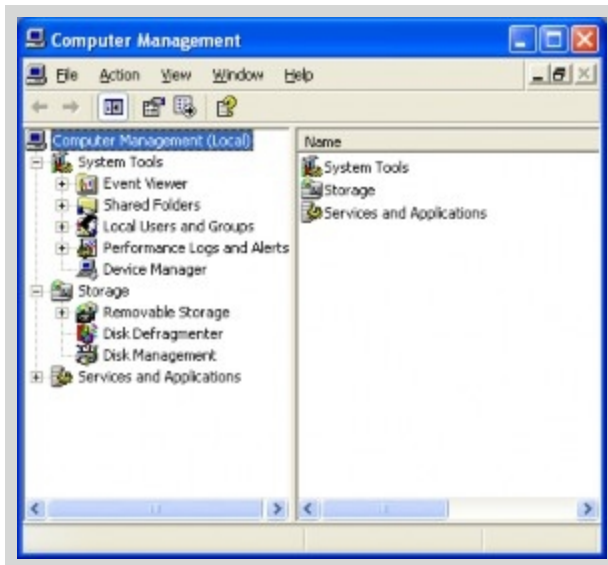 Computer Management
File Action View Window Help
Computer Management (Local)
System Tools
Event Viewer
Shared Folders
Local Users and Groups
Performance Logs and Alerts
Device Manager
Storage
Removable Storage
Disk Defragmenter
Disk Management
Services and Applications
Name
System Tools
Storage
Services and Applications